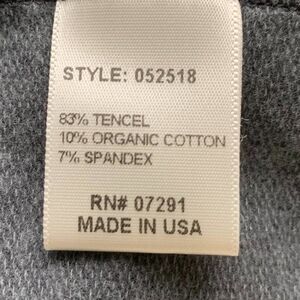 STYLE: 052518
83% TENCEL
10% ORGANIC COTTON
7% SPANDEX
RN# 07291
MADE IN USA